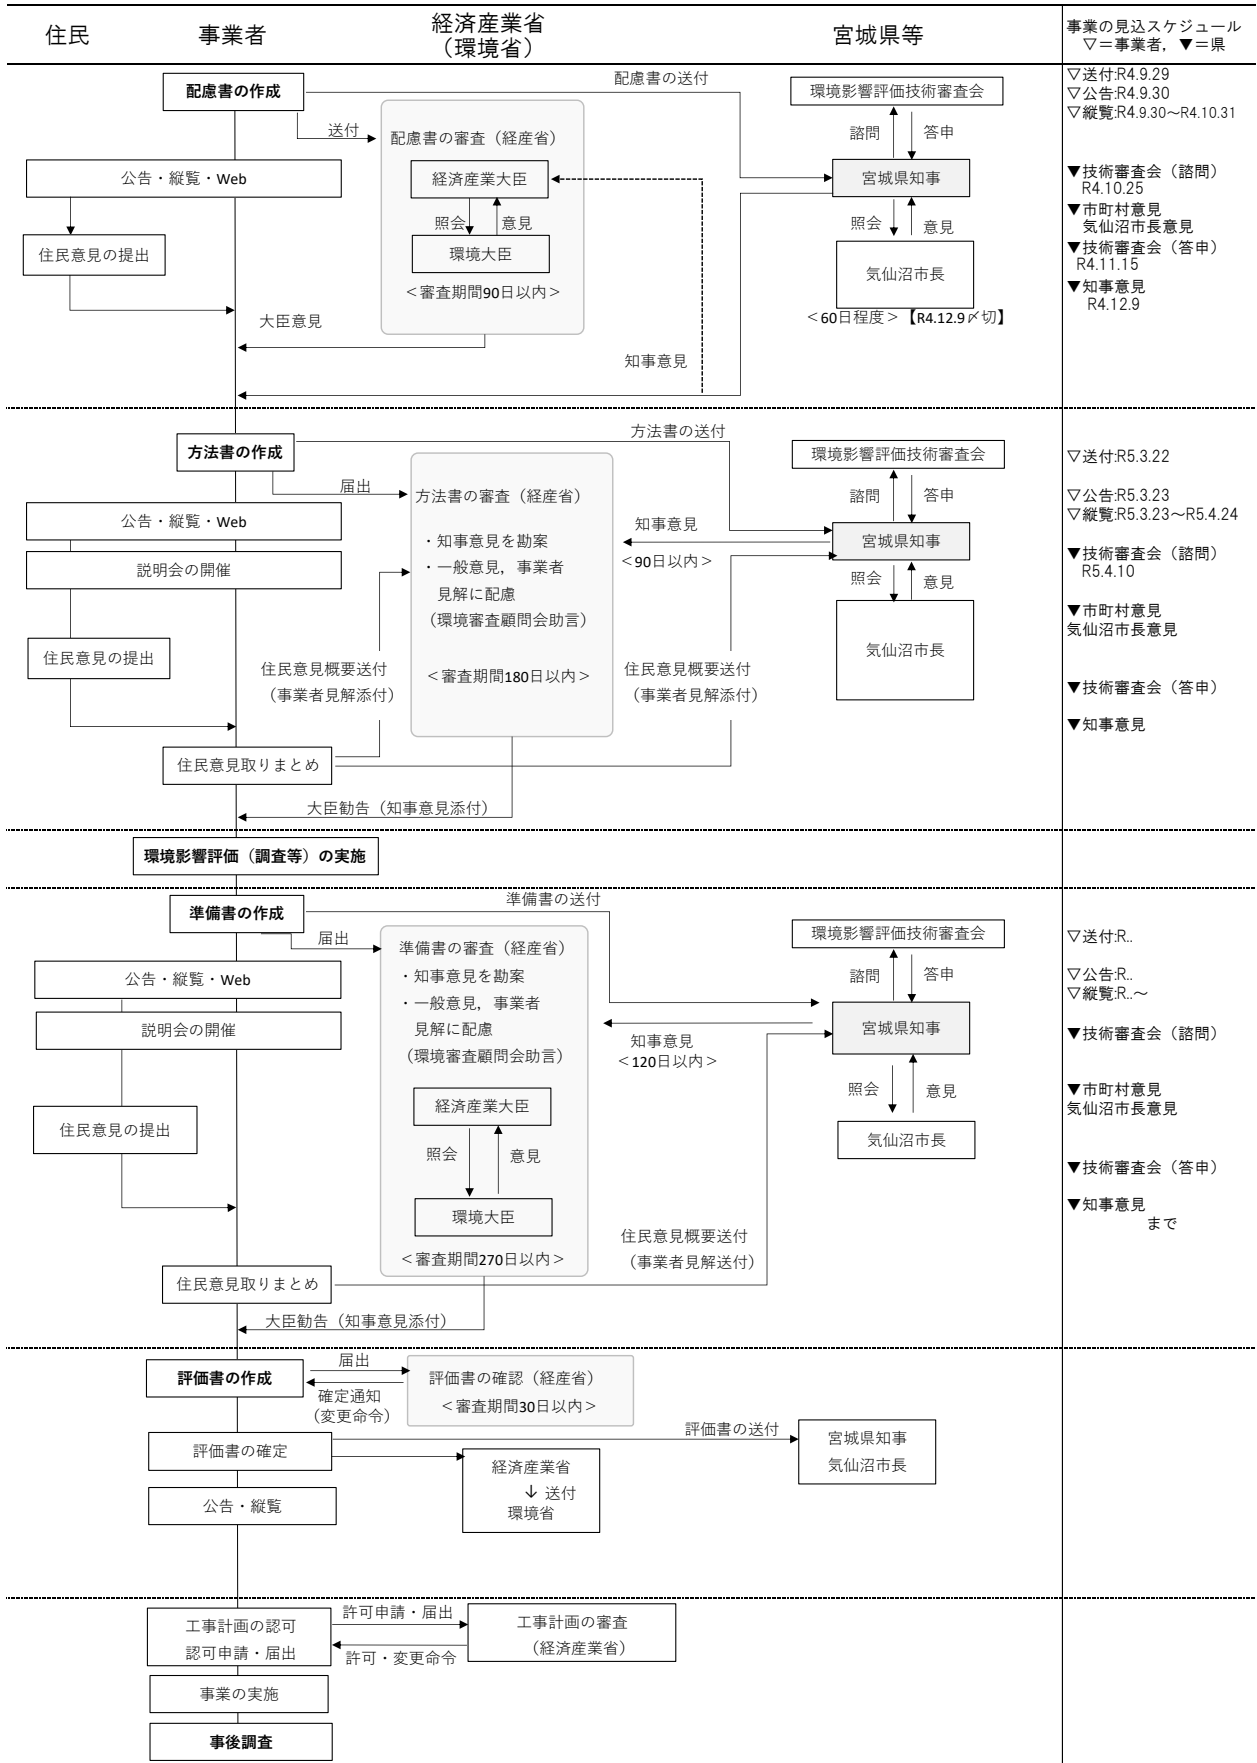 住民
事業者
経済産業省
（環境省）
宮城県等
事業の見込スケジュール
▽＝事業者，▼＝県
配慮書の作成
配慮書の送付
環境影響評価技術審査会
▽送付:R4.9.29
▽公告:R4.9.30
▽縦覧:R4.9.30～R4.10.31
送付
配慮書の審査（経産省）
諮問
答申
公告・縦覧・Web
経済産業大臣
宮城県知事
▼技術審査会（諮問）
R4.10.25
照会
意見
照会
意見
▼市町村意見
気仙沼市長意見
住民意見の提出
環境大臣
気仙沼市長
▼技術審査会（答申）
R4.11.15
＜審査期間90日以内＞
▼知事意見
R4.12.9
大臣意見
＜60日程度＞【R4.12.9〆切】
知事意見
方法書の作成
方法書の送付
環境影響評価技術審査会
▽送付:R5.3.22
届出
方法書の審査（経産省）
諮問
答申
▽公告:R5.3.23
▽縦覧:R5.3.23～R5.4.24
公告・縦覧・Web
知事意見
宮城県知事
・知事意見を勘案
＜90日以内＞
▼技術審査会（諮問）
R5.4.10
説明会の開催
・一般意見，事業者
見解に配慮
照会
意見
（環境審査顧問会助言）
▼市町村意見
気仙沼市長意見
住民意見の提出
気仙沼市長
住民意見概要送付
（事業者見解添付）
＜審査期間180日以内＞
住民意見概要送付
（事業者見解添付）
▼技術審査会（答申）
▼知事意見
住民意見取りまとめ
大臣勧告（知事意見添付）
環境影響評価（調査等）の実施
準備書の作成
準備書の送付
環境影響評価技術審査会
▽送付:R..
届出
準備書の審査（経産省）
諮問
答申
▽公告:R..
▽縦覧:R..～
公告・縦覧・Web
・知事意見を勘案
・一般意見，事業者
見解に配慮
説明会の開催
宮城県知事
▼技術審査会（諮問）
知事意見
＜120日以内＞
（環境審査顧問会助言）
照会
意見
▼市町村意見
気仙沼市長意見
経済産業大臣
住民意見の提出
気仙沼市長
照会
意見
▼技術審査会（答申）
環境大臣
▼知事意見
まで
住民意見概要送付
（事業者見解送付）
＜審査期間270日以内＞
住民意見取りまとめ
大臣勧告（知事意見添付）
評価書の作成
届出
確定通知
（変更命令）
評価書の確認（経産省）
＜審査期間30日以内＞
評価書の送付
宮城県知事
気仙沼市長
評価書の確定
経済産業省
↓ 送付
環境省
公告・縦覧
工事計画の認可
認可申請・届出
許可申請・届出
許可・変更命令
工事計画の審査
（経済産業省）
事業の実施
事後調査